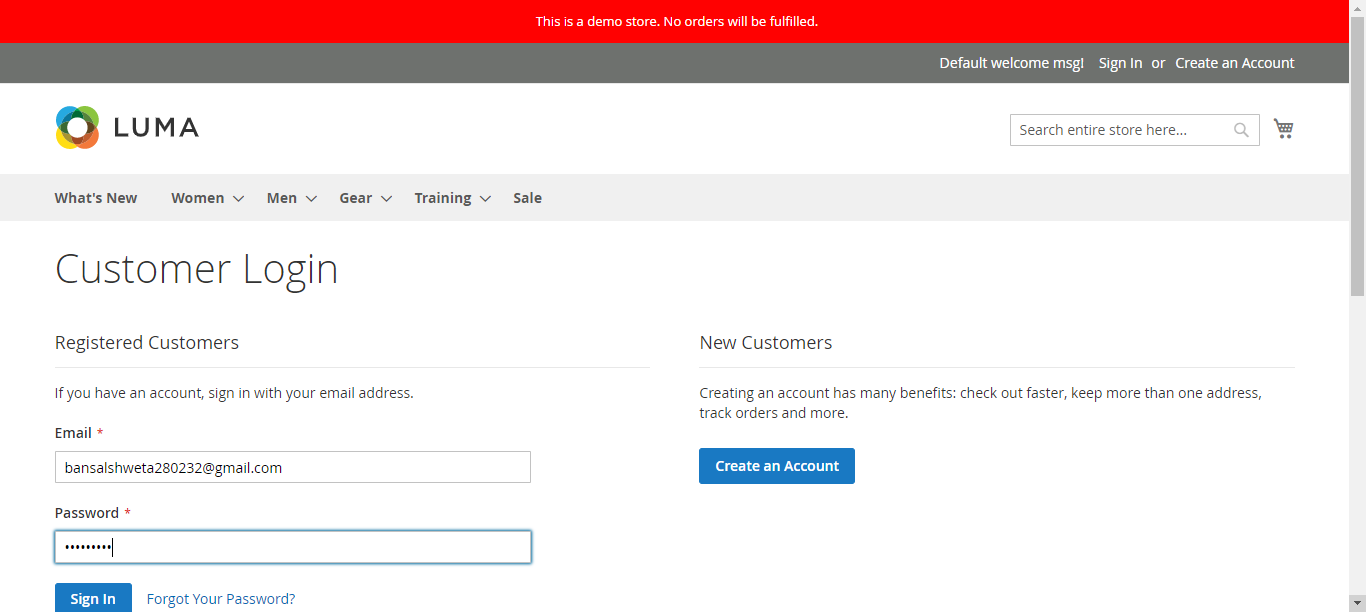 This is a demo store. No orders will be fulfilled.
Default welcome msg! Sign In or Create an Account
LUMA
Search entire store here...
What's New Women Men Gear Training Sale
Customer Login
Registered Customers
If you have an account, sign in with your email address.
Email *
bansalshweta280232@gmail.com
Password *
•••••••••
Sign In Forgot Your Password?
New Customers
Creating an account has many benefits: check out faster, keep more than one address,
track orders and more.
Create an Account